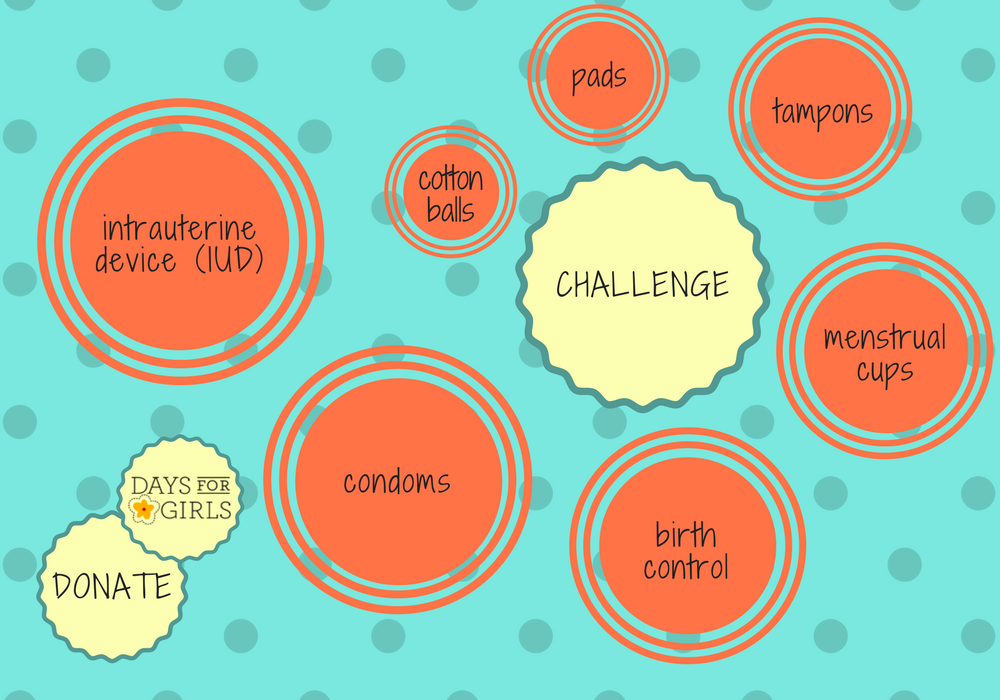 pads
tampons
cotton
balls
intrauterine
device (IUD)
CHALLENGE
menstrual
cups
condoms
birth
control
DAYS FOR
GIRLS
DONATE